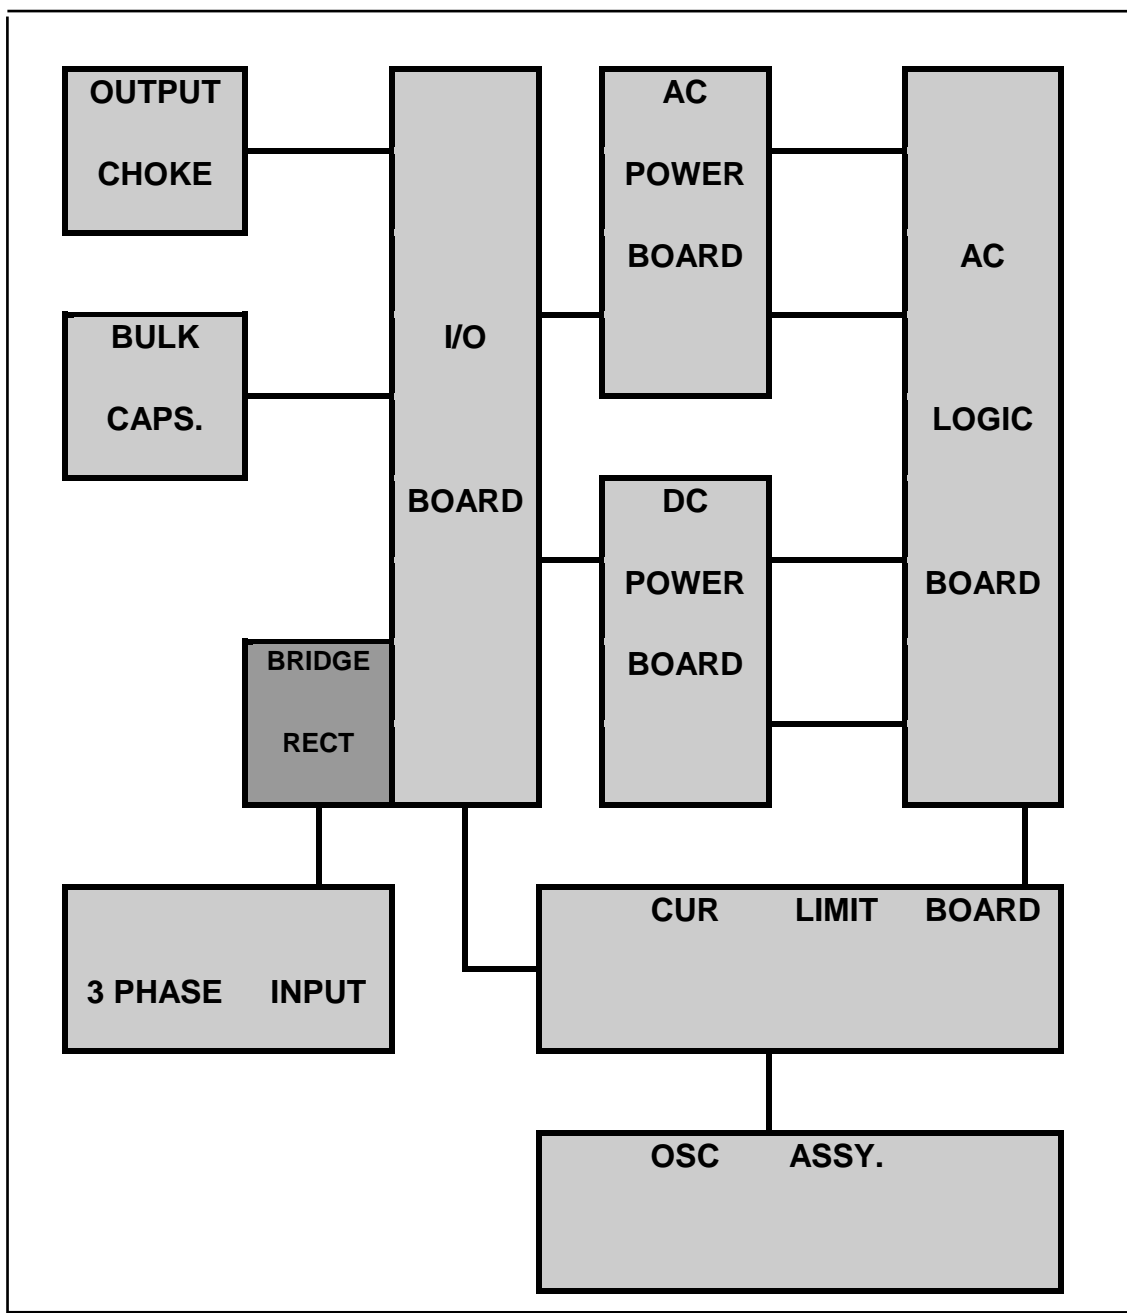 OUTPUT
CHOKE
BULK
CAPS.
I/O
BOARD
AC
POWER
BOARD
DC
POWER
BOARD
AC
LOGIC
BOARD
BRIDGE
RECT
3 PHASE INPUT
CUR LIMIT BOARD
OSC ASSY.